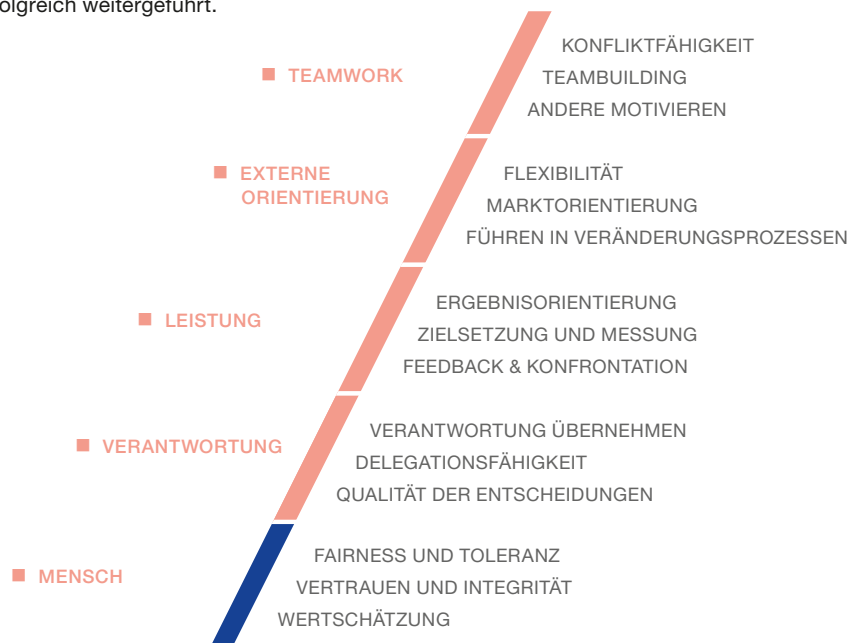 olgreich weitergeführt.
TEAMWORK
KONFLIKTFÄHIGKEIT
TEAMBUILDING
ANDERE MOTIVIEREN
EXTERNE
ORIENTIERUNG
FLEXIBILITÄT
MARKTORIENTIERUNG
FÜHREN IN VERÄNDERUNGSPROZESSEN
LEISTUNG
ERGEBNISORIENTIERUNG
ZIELSETZUNG UND MESSUNG
FEEDBACK & KONFRONTATION
VERANTWORTUNG
VERANTWORTUNG ÜBERNEHMEN
DELEGATIONSFÄHIGKEIT
QUALITÄT DER ENTSCHEIDUNGEN
MENSCH
FAIRNESS UND TOLERANZ
VERTRAUEN UND INTEGRITÄT
WERTSCHÄTZUNG